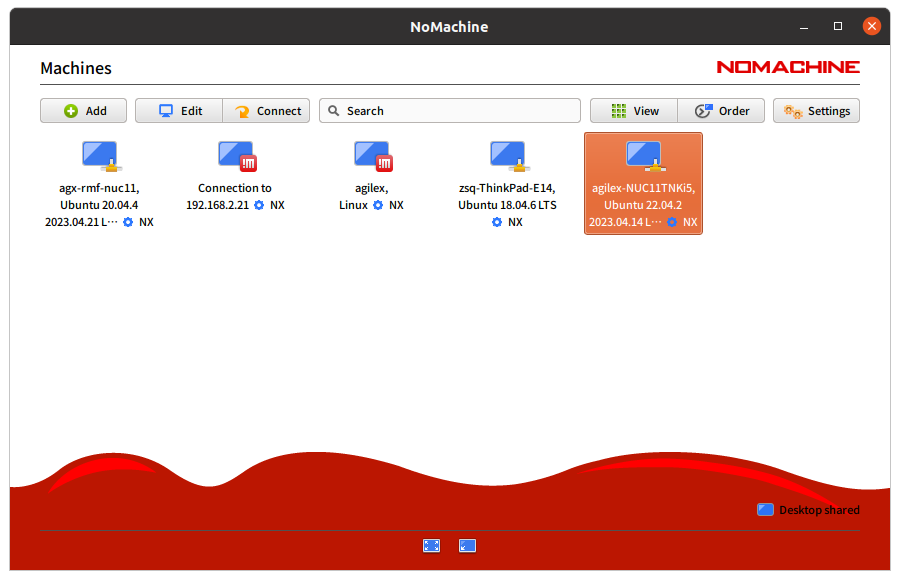 NoMachine
Machines
NOMACHINE
Add
Edit
Connect
Search
View
Order
Settings
agx-rmf-nuc11,
Ubuntu 20.04.4
2023.04.21 L··· NX
Connection to
192.168.2.21 NX
agilex,
Linux NX
zsq-ThinkPad-E14,
Ubuntu 18.04.6 LTS
NX
agilex-NUC11TNKi5,
Ubuntu 22.04.2
2023.04.14 L··· NX
Desktop shared